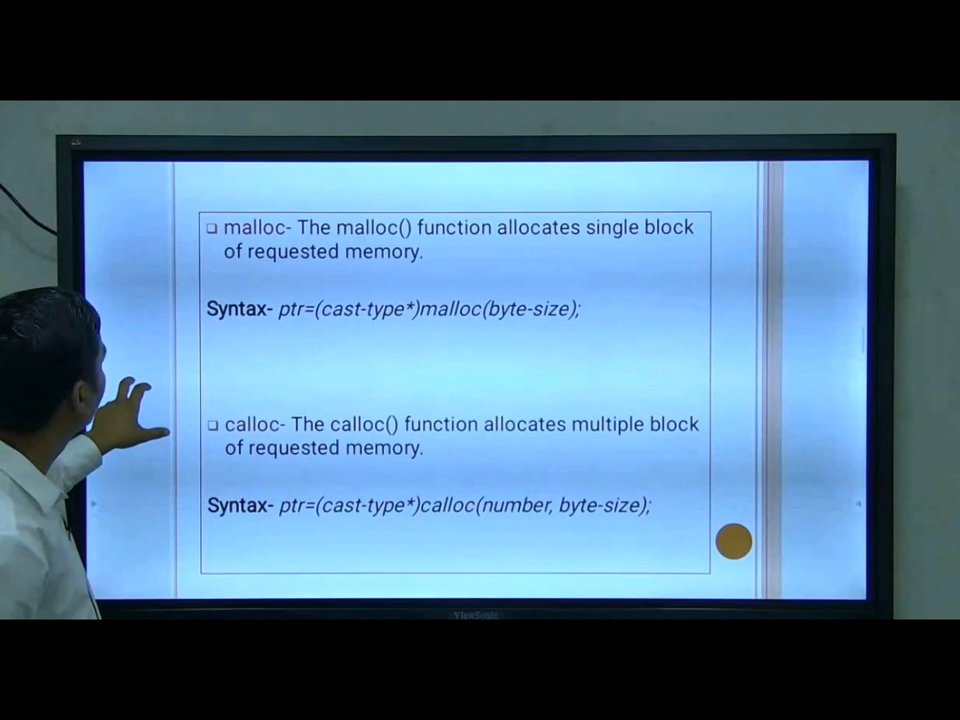 ❑ malloc- The malloc() function allocates single block
of requested memory.
Syntax- ptr=(cast-type*)malloc(byte-size);
❑ calloc- The calloc() function allocates multiple block
of requested memory.
Syntax- ptr=(cast-type*)calloc(number, byte-size);
ViewSonic